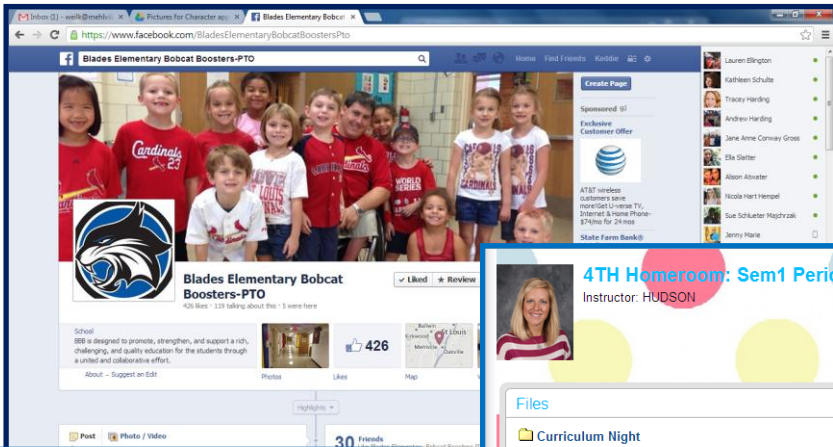 Inbox (1) - weilk@mehlvi
Pictures for Character app
Blades Elementary Bobcat
https://www.facebook.com/BladesElementaryBobcatBoostersPto
Blades Elementary Bobcat Boosters-PTO
Home Find Friends Keddie
Create Page
Sponsored
Exclusive
Customer Offer
AT&T wireless
customers save
more!Get U-verse TV,
Internet & Home Phone-
$74/mo for 24 mos
State Farm Bank®
Lauren Ellington
Kathleen Schulte
Tracey Harding
Andrew Harding
Jane Anne Conway Gross
Ella Slatter
Alison Atwater
Nicola Hart Hempel
Sue Schlueter Majchrzak
Jenny Marie
Cardinals
23
WORLD
SERIES
CARDINALS
Blades Elementary Bobcat
Boosters-PTO
426 likes · 119 talking about this · 5 were here
Liked
Review
School
BBB is designed to promote, strengthen, and support a rich,
challenging, and quality education for the students through
a united and collaborative effort.
About – Suggest an Edit
Photos
426
Likes
St Louis
Mehlville
Oakville
Map
Highlights
Post
Photo / Video
30 Friends
4TH Homeroom: Sem1 Peri
Instructor: HUDSON
Files
Curriculum Night